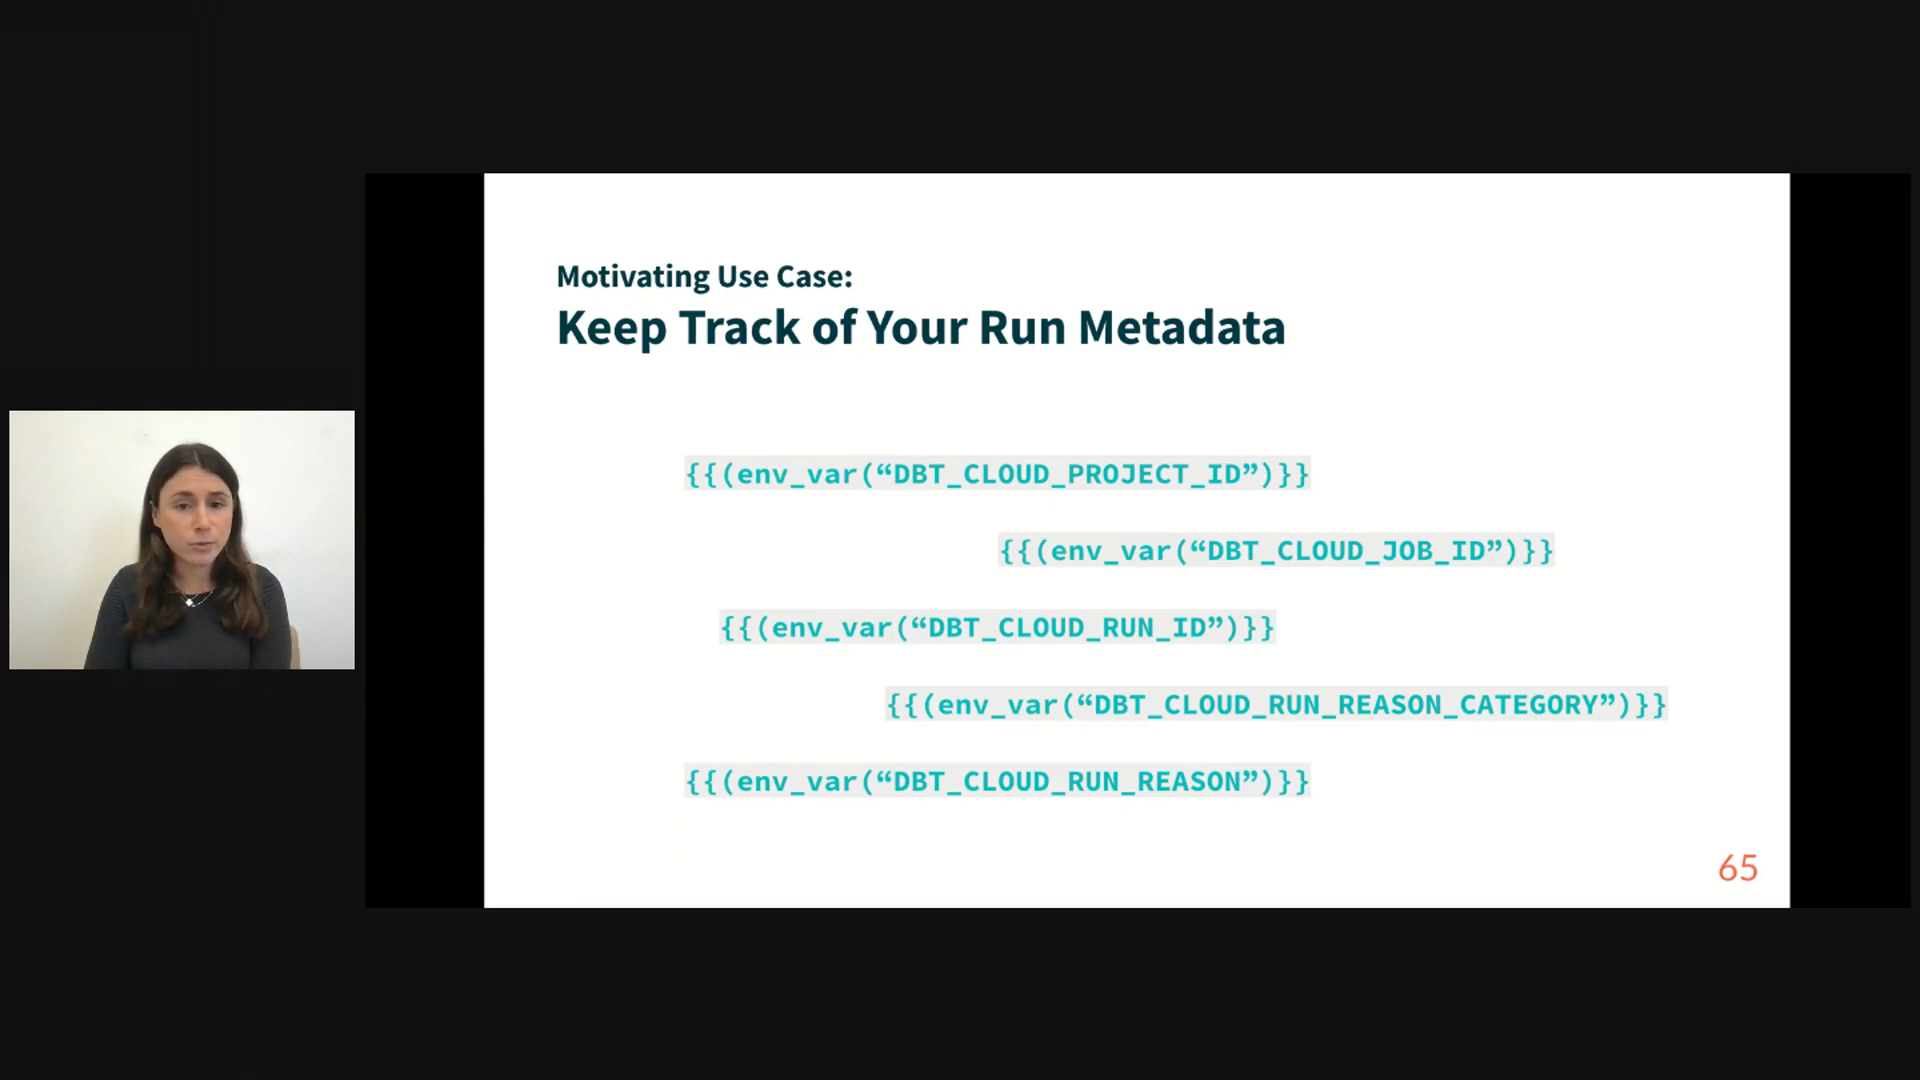 Motivating Use Case:
Keep Track of Your Run Metadata
{{(env_var(“DBT_CLOUD_PROJECT_ID”)}}
{{(env_var(“DBT_CLOUD_JOB_ID”)}}
{{(env_var(“DBT_CLOUD_RUN_ID”)}}
{{(env_var(“DBT_CLOUD_RUN_REASON_CATEGORY”)}}
{{(env_var(“DBT_CLOUD_RUN_REASON”)}}
65